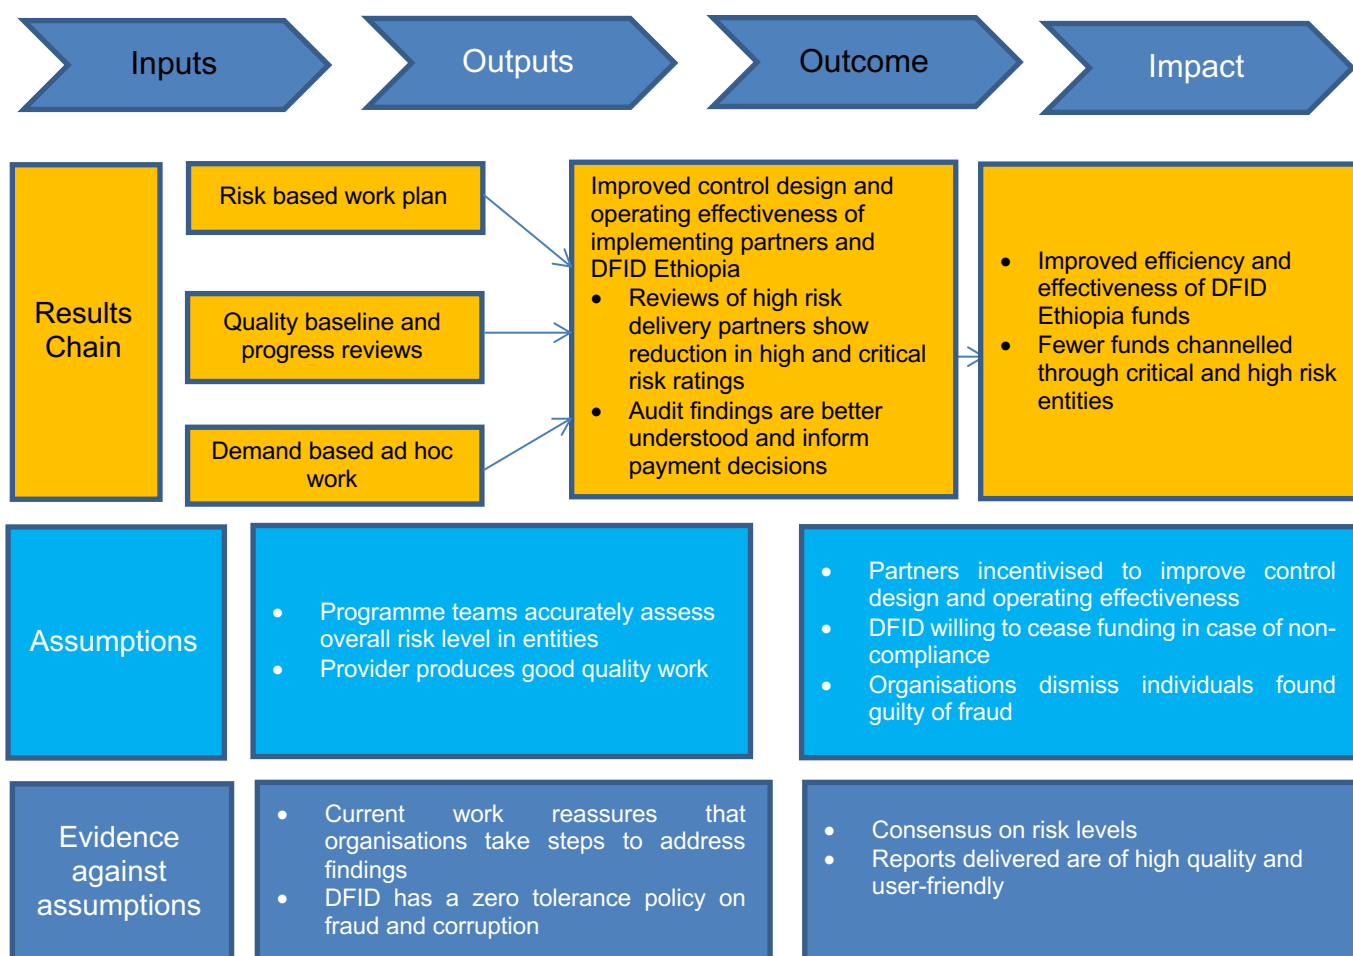 Inputs
Outputs
Outcome
Impact
Results
Chain
Risk based work plan
Quality baseline and
progress reviews
Demand based ad hoc
work
Improved control design and
operating effectiveness of
implementing partners and
DFID Ethiopia
• Reviews of high risk
delivery partners show
reduction in high and critical
risk ratings
• Audit findings are better
understood and inform
payment decisions
• Improved efficiency and
effectiveness of DFID
Ethiopia funds
• Fewer funds channelled
through critical and high risk
entities
Assumptions
• Programme teams accurately assess
overall risk level in entities
• Provider produces good quality work
• Partners incentivised to improve control
design and operating effectiveness
• DFID willing to cease funding in case of non-
compliance
• Organisations dismiss individuals found
guilty of fraud
Evidence
against
assumptions
• Current work reassures that
organisations take steps to address
findings
• DFID has a zero tolerance policy on
fraud and corruption
• Consensus on risk levels
• Reports delivered are of high quality and
user-friendly